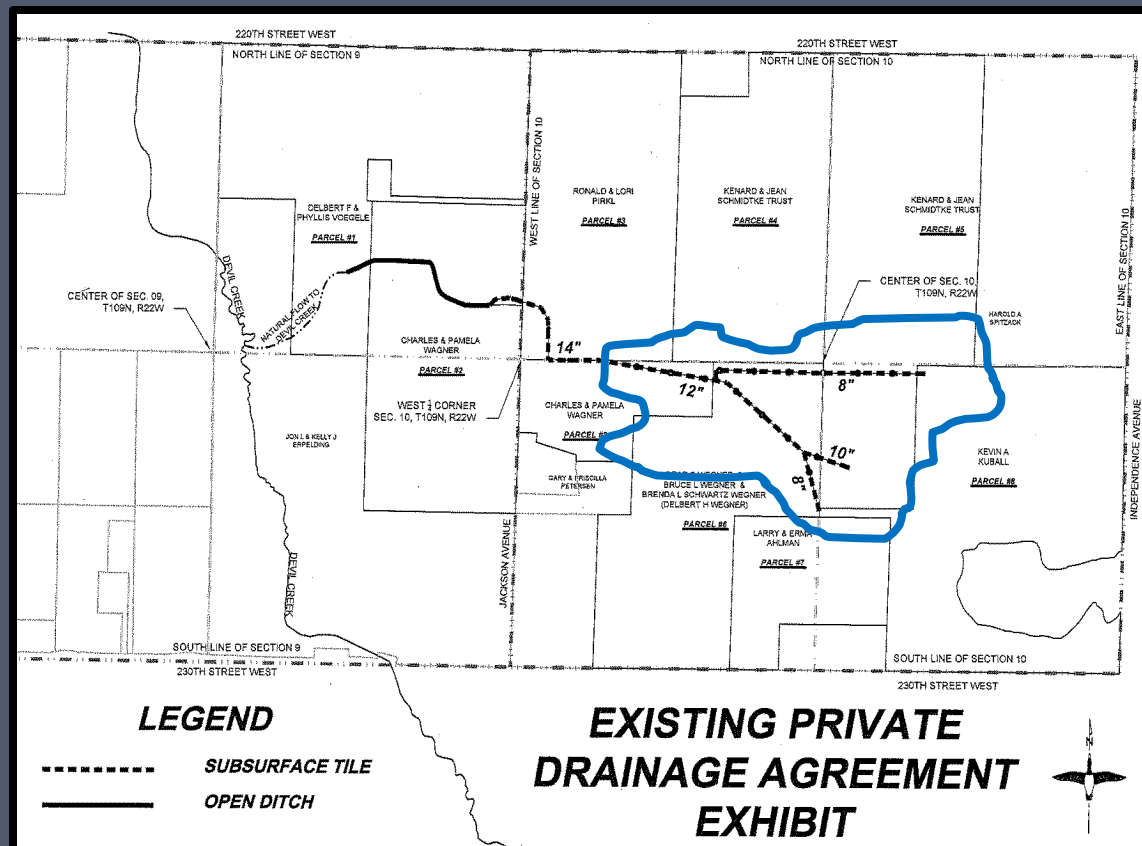 220TH STREET WEST
NORTH LINE OF SECTION 9
220TH STREET WEST
NORTH LINE OF SECTION 10
WEST LINE OF SECTION 10
EAST LINE OF SECTION 10
DELBERT F &
PHYLLIS VOEGELE
PARCEL #1
RONALD & LORI
PIRKL
PARCEL #3
KENARD & JEAN
SCHMIDTKE TRUST
PARCEL #4
KENARD & JEAN
SCHMIDTKE TRUST
PARCEL #5
DEVIL CREEK
CENTER OF SEC. 09,
T109N, R22W
NATURAL FLOW TO
DEVIL CREEK
CENTER OF SEC. 10,
T109N, R22W
HAROLD A
SPITZACK
CHARLES & PAMELA
WAGNER
PARCEL #2
14"
12"
8"
WEST ¼ CORNER
SEC. 10, T109N, R22W
CHARLES & PAMELA
WAGNER
PARCEL
INDEPENDENCE AVENUE
JON L & KELLY J
ERPELDING
GARY & PRISCILLA
PETERSEN
10"
8"
KEVIN A
KUBALL
PARCEL #8
WEGNER &
BRUCE L WEGNER &
BRENDA L SCHWARTZ WEGNER
(DELBERT H WEGNER)
PARCEL #6
LARRY & ERMA
AHLMAN
PARCEL #7
JACKSON AVENUE
DEVIL CREEK
SOUTH LINE OF SECTION 9
230TH STREET WEST
SOUTH LINE OF SECTION 10
230TH STREET WEST
LEGEND
SUBSURFACE TILE
OPEN DITCH
EXISTING PRIVATE
DRAINAGE AGREEMENT
EXHIBIT
N